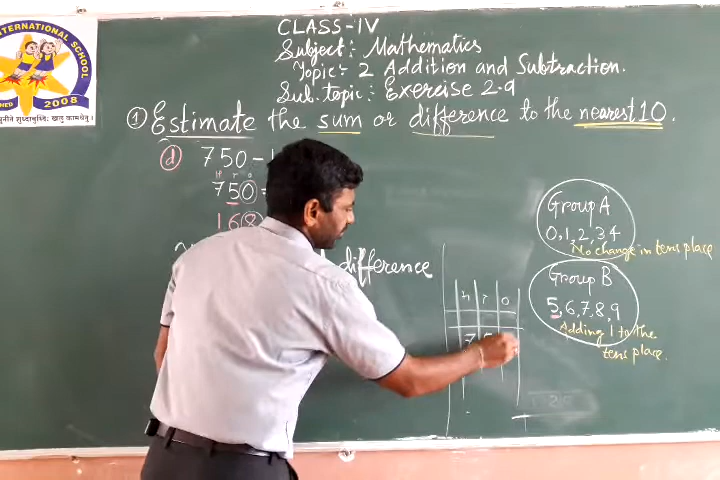 INTERNATIONAL SCHOOL
2008
CLASS-IV
Subject:- Mathematics
Topic:- 2 Addition and Subtraction.
Sub. topic:- Exercise 2.9
① Estimate the sum or difference to the nearest 10.
ⓓ 750 -
H T O
750 =
168
difference
H T O
7 5
Group A
0,1,2,3,4
No change in tens place
Group B
5,6,7,8,9
Adding 1 to the
tens place.